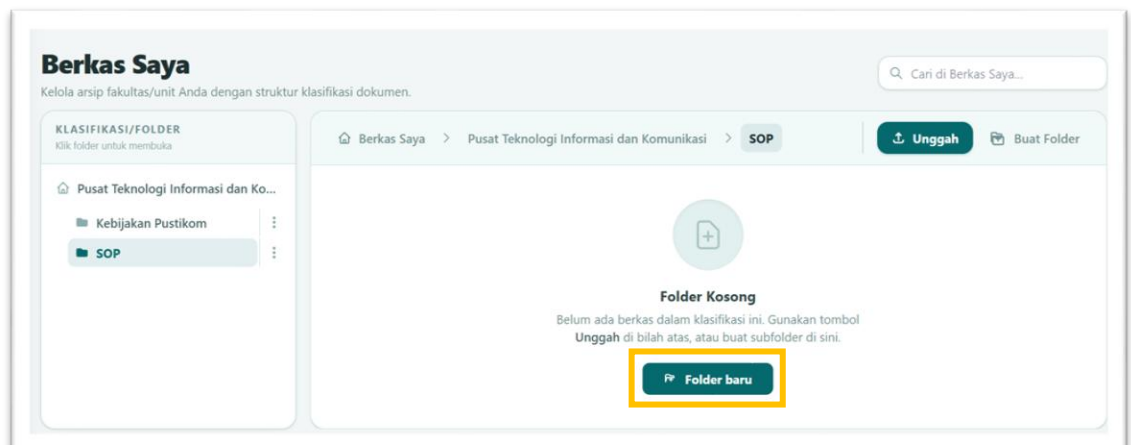 Berkas Saya
Kelola arsip fakultas/unit Anda dengan struktur klasifikasi dokumen.
Cari di Berkas Saya...
KLASIFIKASI/FOLDER
Klik folder untuk membuka
Pusat Teknologi Informasi dan Ko...
Kebijakan Pustikom
SOP
Berkas Saya > Pusat Teknologi Informasi dan Komunikasi > SOP
Unggah
Buat Folder
Folder Kosong
Belum ada berkas dalam klasifikasi ini. Gunakan tombol
Unggah di bilah atas, atau buat subfolder di sini.
Folder baru